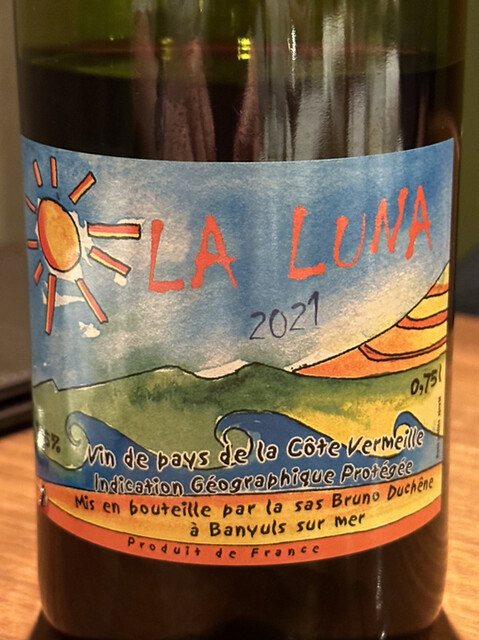 LA LUNA
2021
0,75l
Vin de pays de la Côte Vermeille
Indication Géographique Protégée
Mis en bouteille par la sas Bruno Duchêne
à Banyuls sur mer
Produit de France